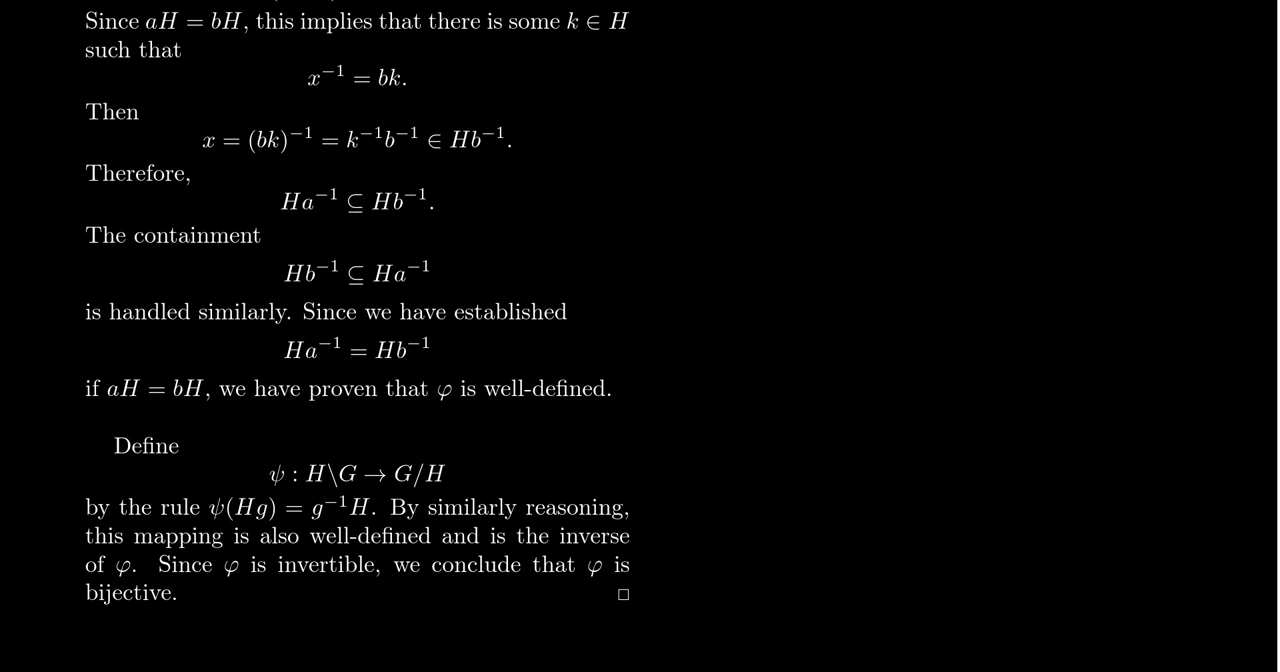 Since aH = bH, this implies that there is some k ∈ H
such that
x⁻¹ = bk.
Then
x = (bk)⁻¹ = k⁻¹b⁻¹ ∈ Hb⁻¹.
Therefore,
Ha⁻¹ ⊆ Hb⁻¹.
The containment
Hb⁻¹ ⊆ Ha⁻¹
is handled similarly. Since we have established
Ha⁻¹ = Hb⁻¹
if aH = bH, we have proven that φ is well-defined.
Define
ψ : H\G → G/H
by the rule ψ(Hg) = g⁻¹H. By similarly reasoning,
this mapping is also well-defined and is the inverse
of φ. Since φ is invertible, we conclude that φ is
bijective. □